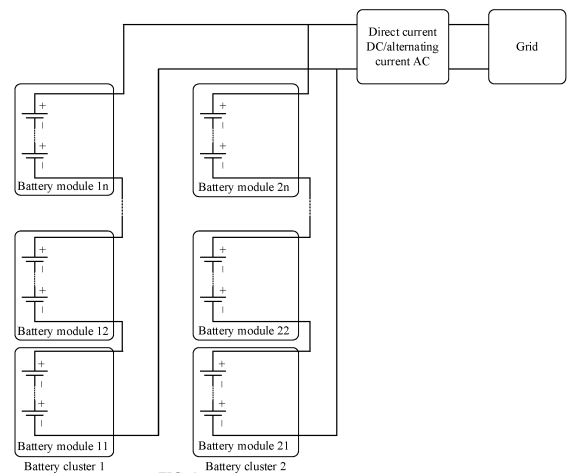 Direct current
DC/alternating
current AC
Grid
+
-
+
-
Battery module 1n
+
-
+
-
Battery module 2n
+
-
+
-
Battery module 12
+
-
+
-
Battery module 22
+
-
+
-
Battery module 11
+
-
+
-
Battery module 21
Battery cluster 1
Battery cluster 2